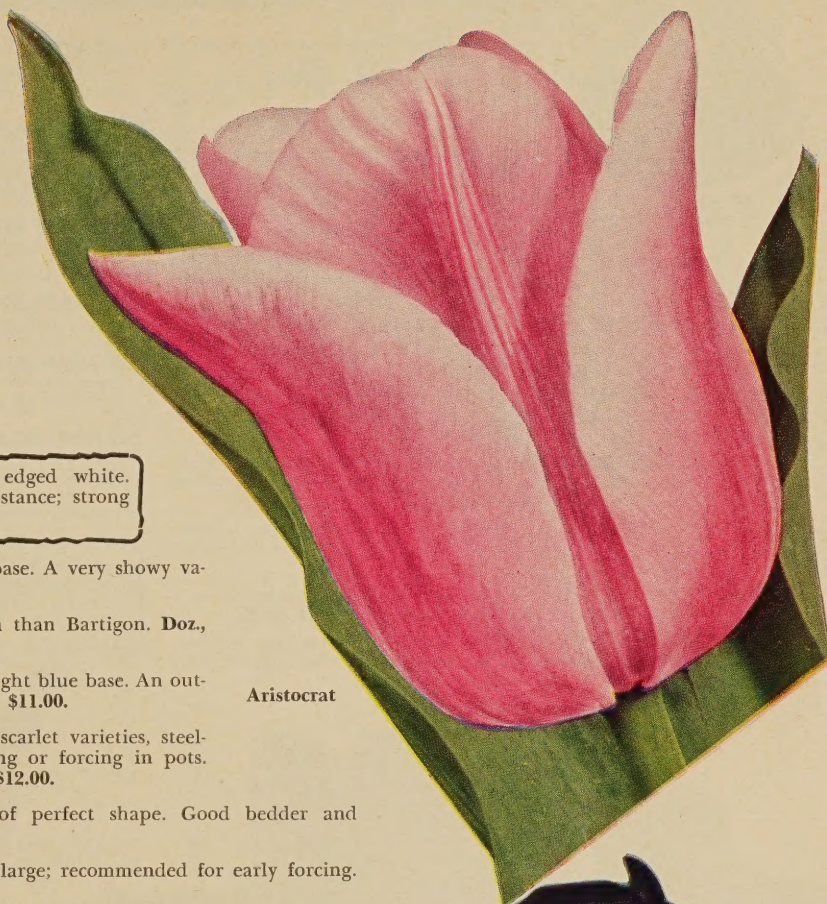 edged white.
stance; strong
base. A very showy va-
than Bartigon. Doz.,
ght blue base. An out-
$11.00.
Aristocrat
scarlet varieties, steel-
ng or forcing in pots.
$12.00.
of perfect shape. Good bedder and
large; recommended for early forcing.